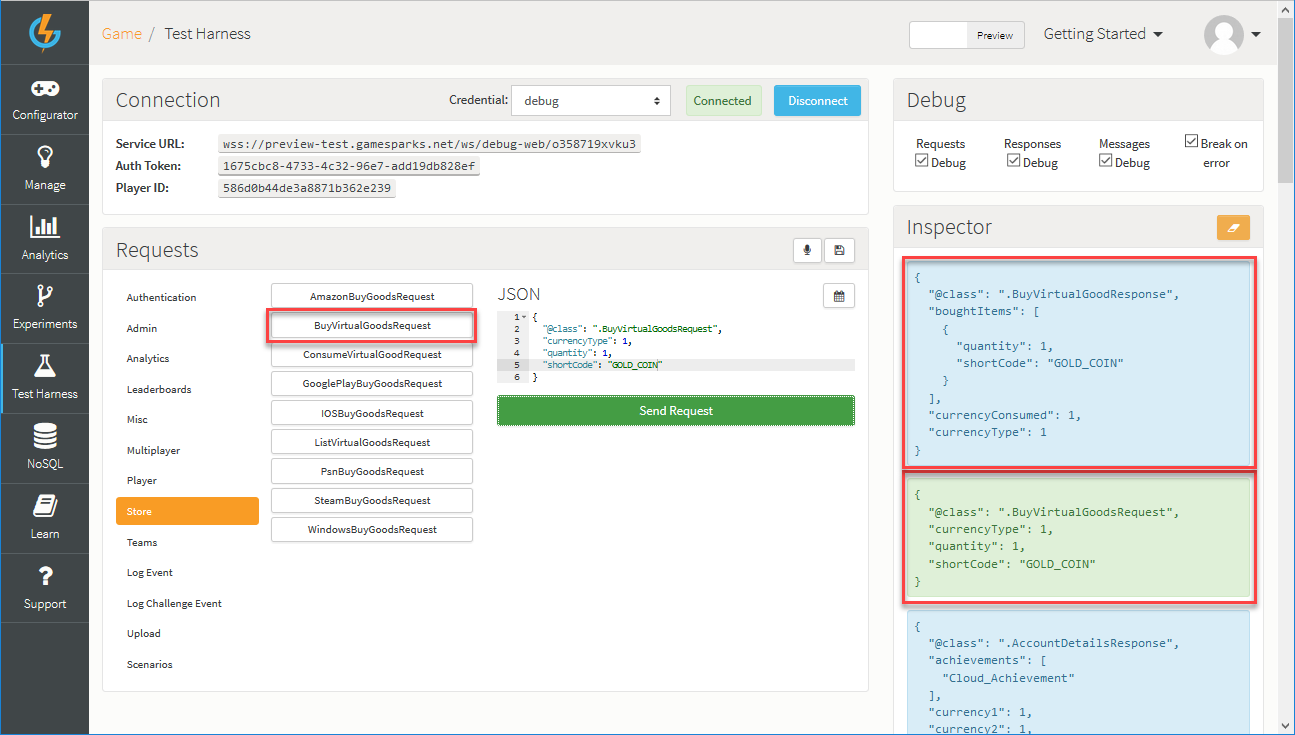 Game / Test Harness
Preview
Getting Started
Configurator
Manage
Analytics
Experiments
Test Harness
NoSQL
Learn
? Support
Connection
Credential: debug
Connected
Disconnect
Service URL: wss://preview-test.gamesparks.net/ws/debug-web/o358719xvku3
Auth Token: 1675cbc8-4733-4c32-96e7-add19db828ef
Player ID: 586d0b44de3a8871b362e239
Requests
Authentication
Admin
Analytics
Leaderboards
Misc
Multiplayer
Player
Store
Teams
Log Event
Log Challenge Event
Upload
Scenarios
AmazonBuyGoodsRequest
BuyVirtualGoodsRequest
ConsumeVirtualGoodRequest
GooglePlayBuyGoodsRequest
IOSBuyGoodsRequest
ListVirtualGoodsRequest
PsnBuyGoodsRequest
SteamBuyGoodsRequest
WindowsBuyGoodsRequest
JSON
1 {
2 "@class": ".BuyVirtualGoodsRequest",
3 "currencyType": 1,
4 "quantity": 1,
5 "shortCode": "GOLD_COIN"
6 }
Send Request
Debug
Requests
Debug
Responses
Debug
Messages
Debug
Break on
error
Inspector
{
"@class": ".BuyVirtualGoodResponse",
"boughtItems": [
{
"quantity": 1,
"shortCode": "GOLD_COIN"
}
],
"currencyConsumed": 1,
"currencyType": 1
}
{
"@class": ".BuyVirtualGoodsRequest",
"currencyType": 1,
"quantity": 1,
"shortCode": "GOLD_COIN"
}
{
"@class": ".AccountDetailsResponse",
"achievements": [
"Cloud_Achievement"
],
"currency1": 1,
"currency2": 1,